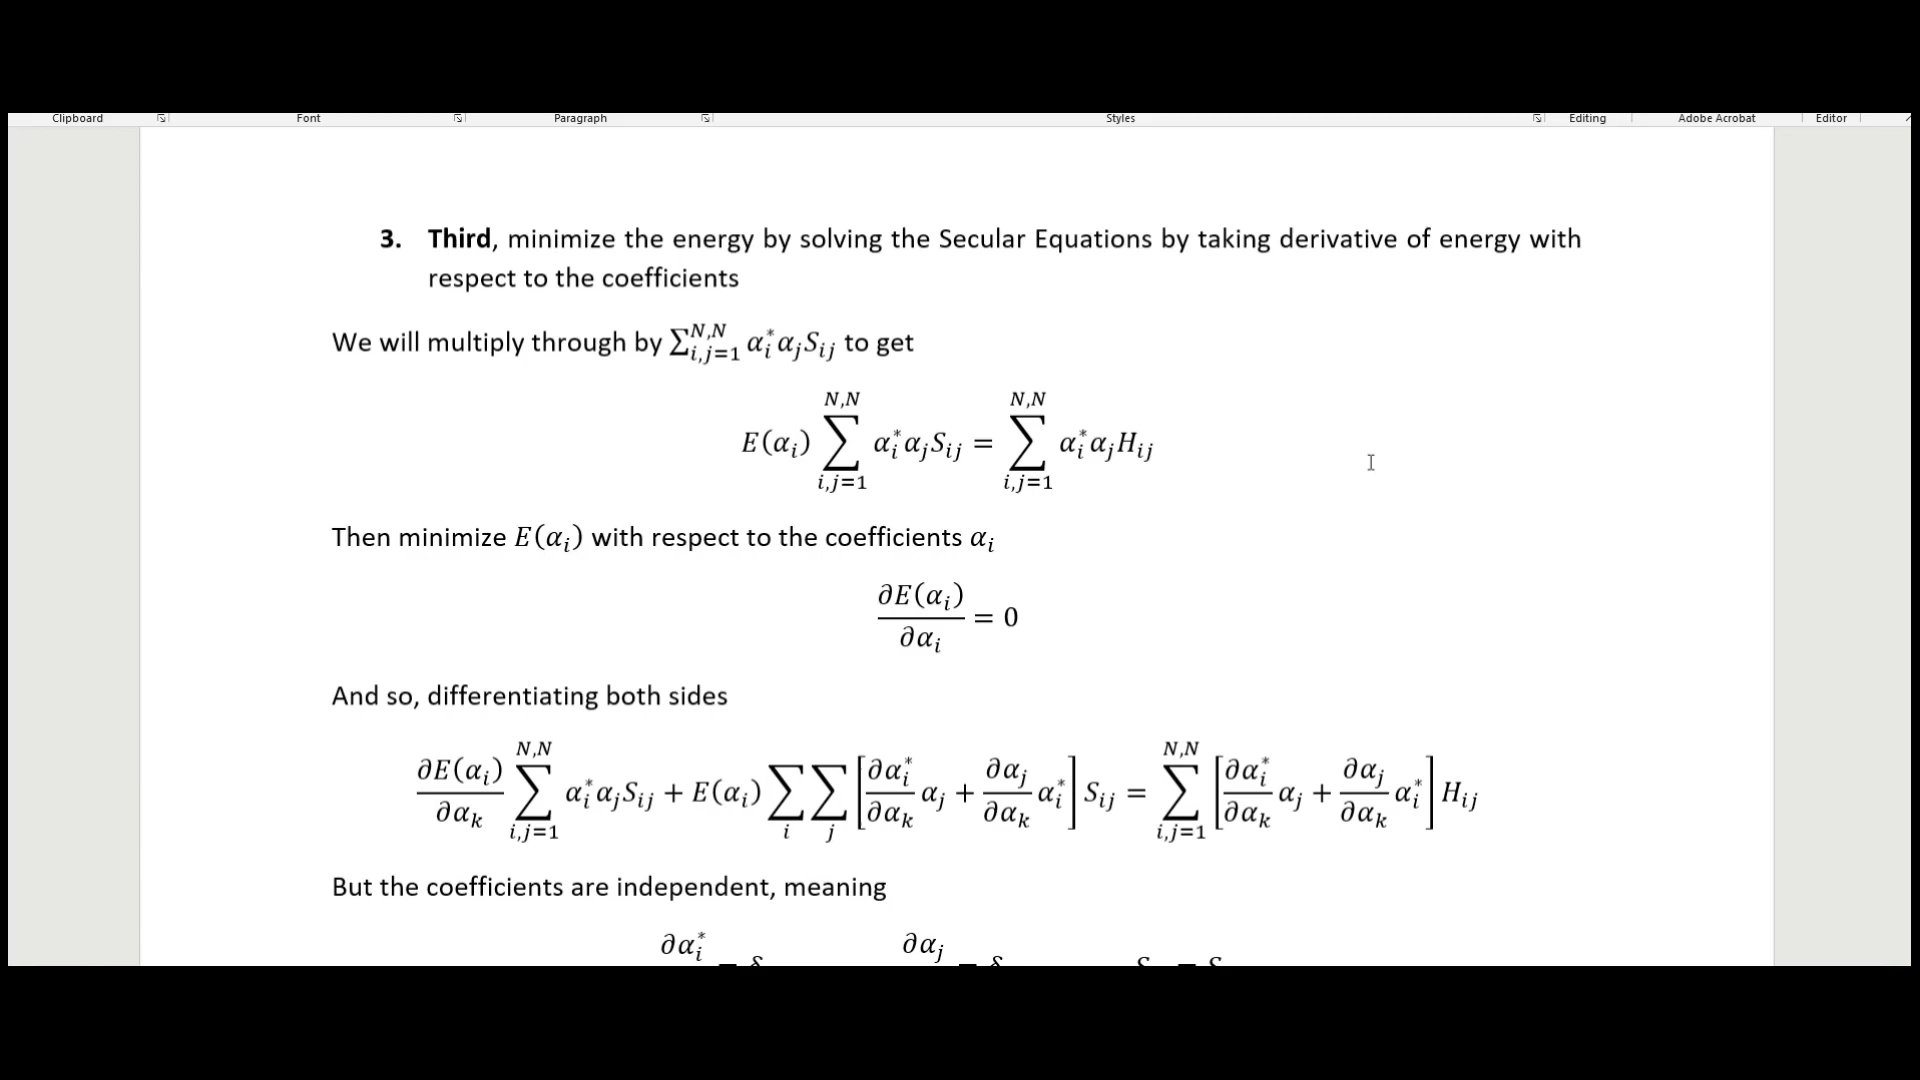 Clipboard Font Paragraph Styles Editing Adobe Acrobat Editor
3. Third, minimize the energy by solving the Secular Equations by taking derivative of energy with
respect to the coefficients
We will multiply through by ∑_{i,j=1}^{N,N} α_i^* α_j S_{ij} to get
E(α_i) ∑_{i,j=1}^{N,N} α_i^* α_j S_{ij} = ∑_{i,j=1}^{N,N} α_i^* α_j H_{ij}
Then minimize E(α_i) with respect to the coefficients α_i
∂E(α_i)/∂α_i = 0
And so, differentiating both sides
∂E(α_i)/∂α_k ∑_{i,j=1}^{N,N} α_i^* α_j S_{ij} + E(α_i) ∑_i ∑_j [∂α_i^*/∂α_k α_j + ∂α_j/∂α_k α_i^*] S_{ij} = ∑_{i,j=1}^{N,N} [∂α_i^*/∂α_k α_j + ∂α_j/∂α_k α_i^*] H_{ij}
But the coefficients are independent, meaning
∂α_i^* ∂α_j